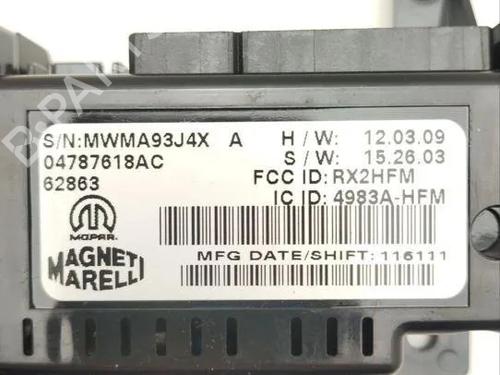 S/N:MWMA93J4X A H/W: 12.03.09
04787618AC S/W: 15.26.03
62863 FCC ID: RX2HFM
IC ID: 4983A-HFM
MOPAR
MFG DATE/SHIFT: 116111
MAGNETI
MARELLI
B-PARTS